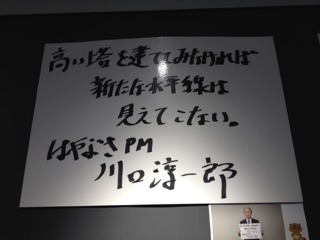 高い塔を建ててみなければ
新たな水平線は
見えてこない。
はやぶさPM
川口淳一郎